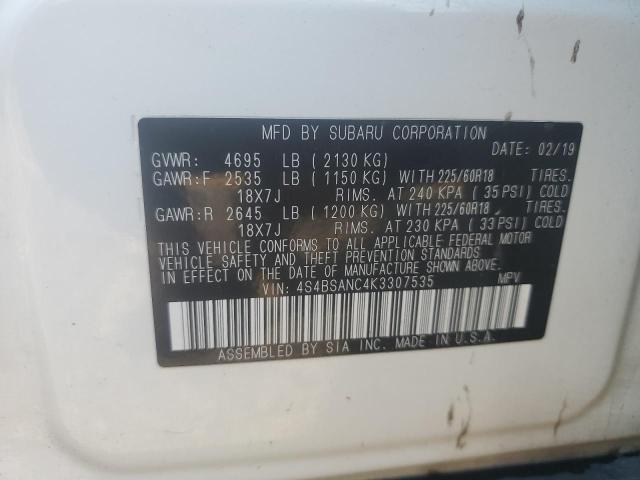 MFD BY SUBARU CORPORATION
DATE: 02/19
GVWR: 4695 LB (2130 KG)
GAWR:F 2535 LB (1150 KG) WITH 225/60R18 TIRES.
18X7J RIMS. AT 240 KPA (35 PSI) COLD
GAWR:R 2645 LB (1200 KG) WITH 225/60R18 TIRES.
18X7J RIMS. AT 230 KPA (33 PSI) COLD
THIS VEHICLE CONFORMS TO ALL APPLICABLE FEDERAL MOTOR
VEHICLE SAFETY AND THEFT PREVENTION STANDARDS
IN EFFECT ON THE DATE OF MANUFACTURE SHOWN ABOVE.
VIN: 4S4BSANC4K3307535 MPV
ASSEMBLED BY SIA INC. MADE IN U.S.A.